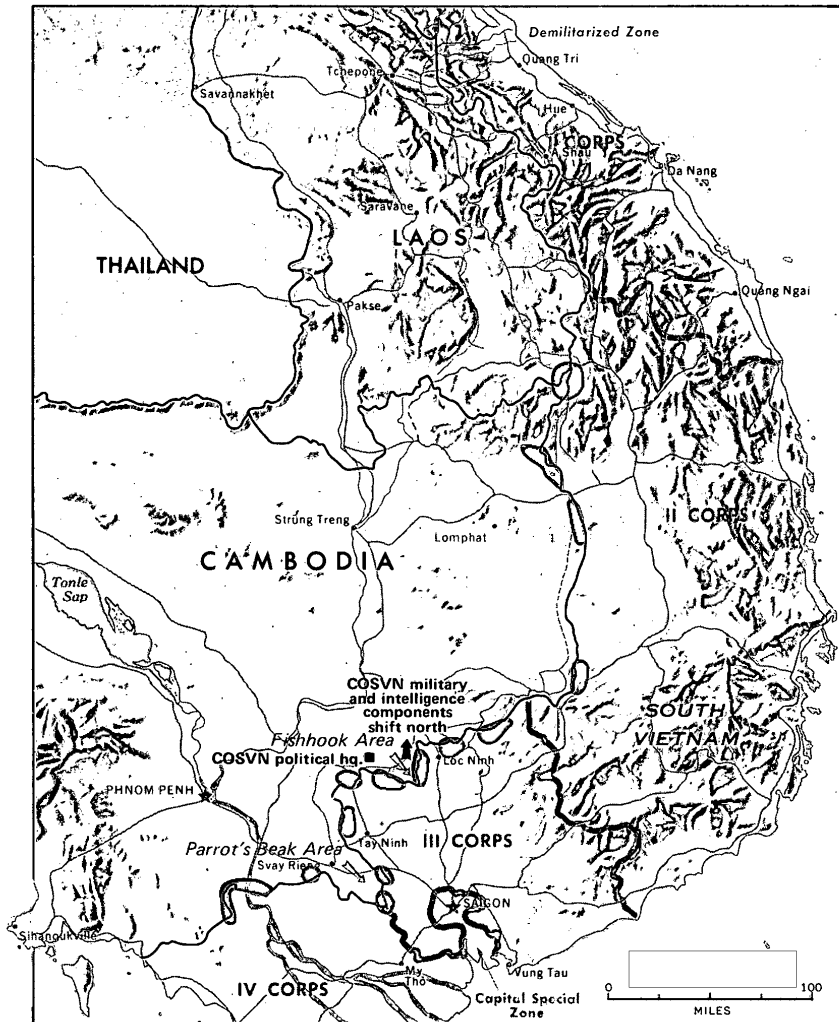 Demilitarized Zone
Quang Tri
Tchepone
Savannakhet
Hue
I CORPS
A Shau
Da Nang
Saravane
LAOS
THAILAND
Quang Ngai
Pakse
II CORPS
Strung Treng
Lomphat
CAMBODIA
Tonle
Sap
COSVN military
and intelligence
components
shift north
SOUTH
VIETNAM
Fishhook Area
COSVN political hq.
Loc Ninh
PHNOM PENH
Tay Ninh
III CORPS
Parrot's Beak Area
Svay Rieng
SAIGON
Sihanoukville
Vung Tau
My
Tho
IV CORPS
Capital Special
Zone
0 100
MILES